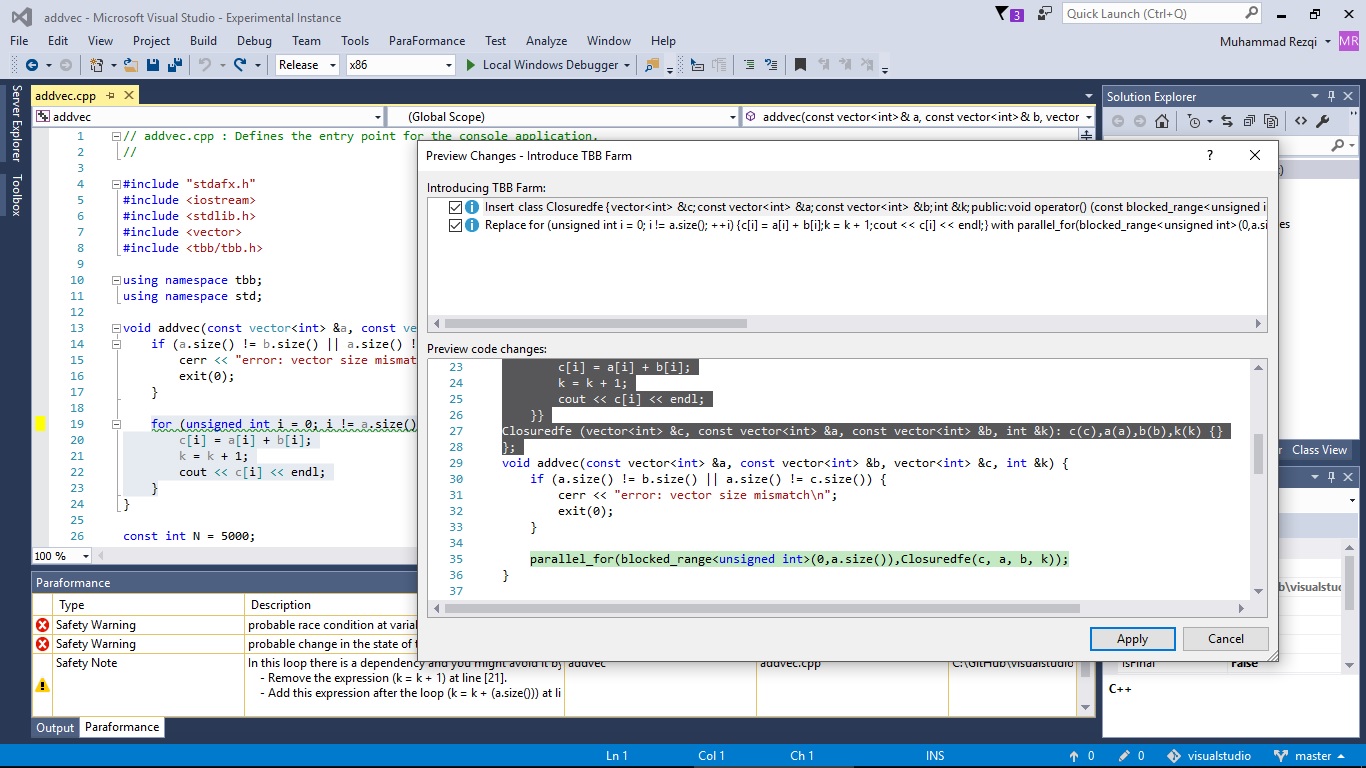 addvec - Microsoft Visual Studio - Experimental Instance
3
Quick Launch (Ctrl+Q)
File Edit View Project Build Debug Team Tools ParaFormance Test Analyze Window Help
Muhammad Rezqi MR
Release x86 Local Windows Debugger
Server Explorer
Toolbox
addvec.cpp
addvec (Global Scope) addvec(const vector<int>& a, const vector<int>& b, vector
1 // addvec.cpp : Defines the entry point for the console application.
2 //
3
4 #include "stdafx.h"
5 #include <iostream>
6 #include <stdlib.h>
7 #include <vector>
8 #include <tbb/tbb.h>
9
10 using namespace tbb;
11 using namespace std;
12
13 void addvec(const vector<int> &a, const ve
14 if (a.size() != b.size() || a.size() !
15 cerr << "error: vector size mismat
16 exit(0);
17 }
18
19 for (unsigned int i = 0; i != a.size()
20 c[i] = a[i] + b[i];
21 k = k + 1;
22 cout << c[i] << endl;
23 }
24 }
25
26 const int N = 5000;
100 %
Preview Changes - Introduce TBB Farm
?
Introducing TBB Farm:
Insert class Closuredfe {vector<int> &c;const vector<int> &a;const vector<int> &b;int &k;public:void operator() (const blocked_range<unsigned i
Replace for (unsigned int i = 0; i != a.size(); ++i) {c[i] = a[i] + b[i];k = k + 1;cout << c[i] << endl;} with parallel_for(blocked_range<unsigned int>(0,a.si
Preview code changes:
23 c[i] = a[i] + b[i];
24 k = k + 1;
25 cout << c[i] << endl;
26 }}
27 Closuredfe (vector<int> &c, const vector<int> &a, const vector<int> &b, int &k): c(c),a(a),b(b),k(k) {}
28 };
29 void addvec(const vector<int> &a, const vector<int> &b, vector<int> &c, int &k) {
30 if (a.size() != b.size() || a.size() != c.size()) {
31 cerr << "error: vector size mismatch\n";
32 exit(0);
33 }
34
35 parallel_for(blocked_range<unsigned int>(0,a.size()),Closuredfe(c, a, b, k));
36 }
37
Apply Cancel
Solution Explorer
)
es
r Class View
b\visualstu
IsFinal False
C++
Paraformance
Type Description
Safety Warning probable race condition at varial
Safety Warning probable change in the state of t
Safety Note In this loop there is a dependency and you might avoid it by addvec addvec.cpp C:\GitHub\visualstudio
- Remove the expression (k = k + 1) at line [21].
- Add this expression after the loop (k = k + (a.size())) at li
Output Paraformance
Ln 1 Col 1 Ch 1 INS 0 0 visualstudio master